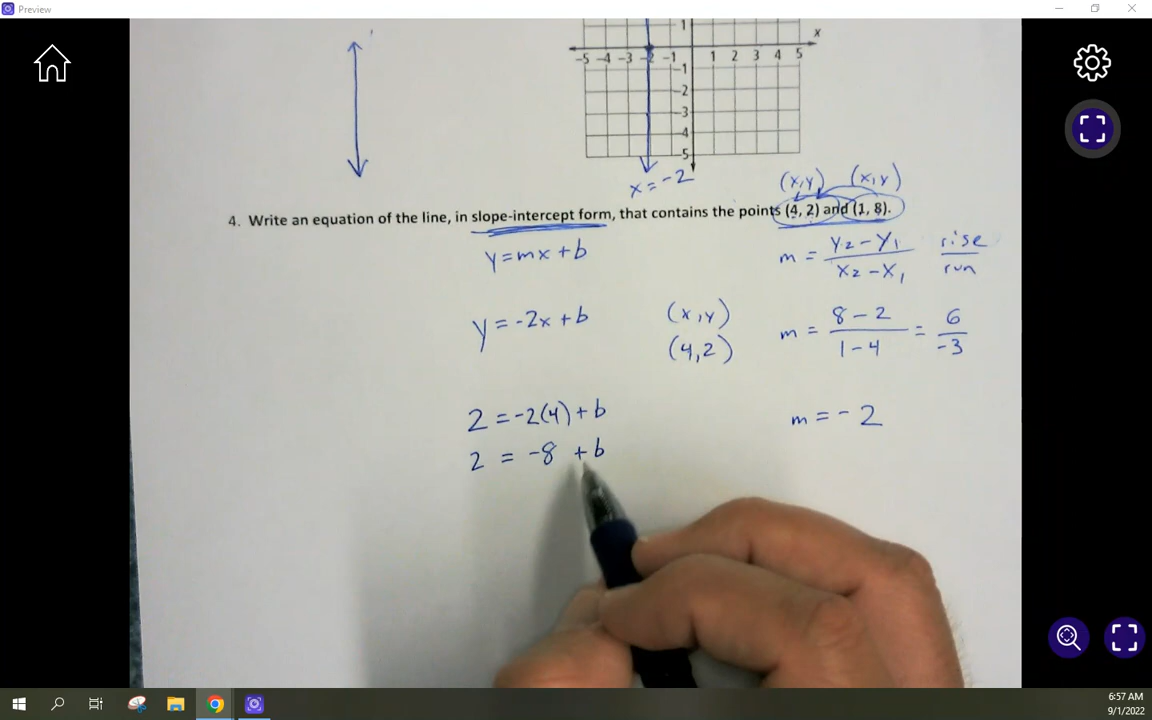 Preview
1
x
-5 -4 -3 -2 -1 1 2 3 4 5
-1
-2
-3
-4
-5
x = -2
(x,y) (x,y)
4. Write an equation of the line, in slope-intercept form, that contains the points (4, 2) and (1, 8).
y = mx + b
m = y2 - y1 / x2 - x1
rise / run
y = -2x + b
(x,y)
(4,2)
m = 8 - 2 / 1 - 4 = 6 / -3
2 = -2(4) + b
m = -2
2 = -8 + b
6:57 AM
9/1/2022